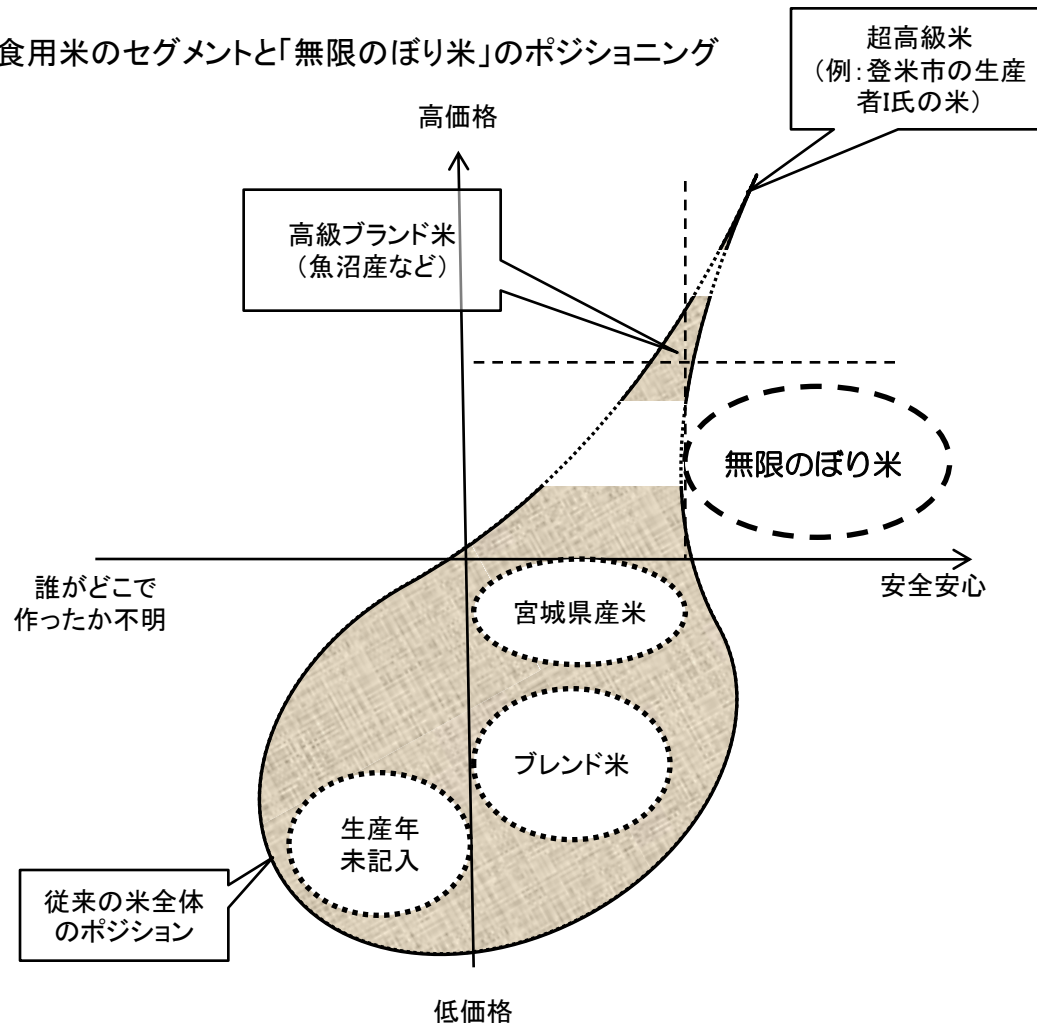 食用米のセグメントと「無限のぼり米」のポジショニング
超高級米
（例：登米市の生産
者I氏の米）
高価格
高級ブランド米
（魚沼産など）
無限のぼり米
誰がどこで
作ったか不明
安全安心
宮城県産米
ブレンド米
生産年
未記入
従来の米全体
のポジション
低価格